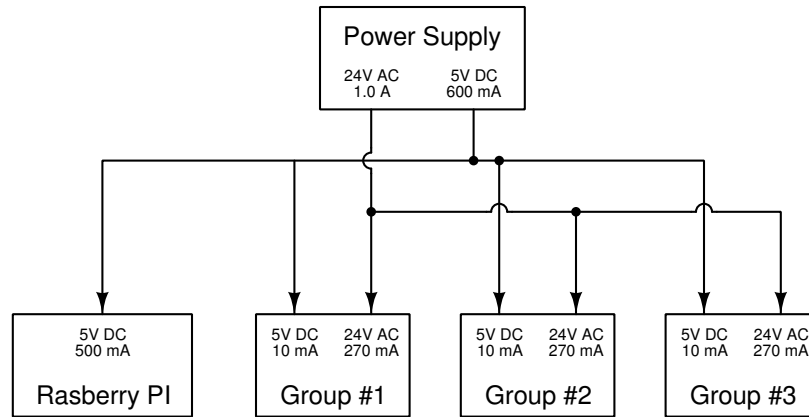 Power Supply
24V AC 5V DC
1.0 A 600 mA
5V DC
500 mA
Rasberry PI
5V DC 24V AC
10 mA 270 mA
Group #1
5V DC 24V AC
10 mA 270 mA
Group #2
5V DC 24V AC
10 mA 270 mA
Group #3